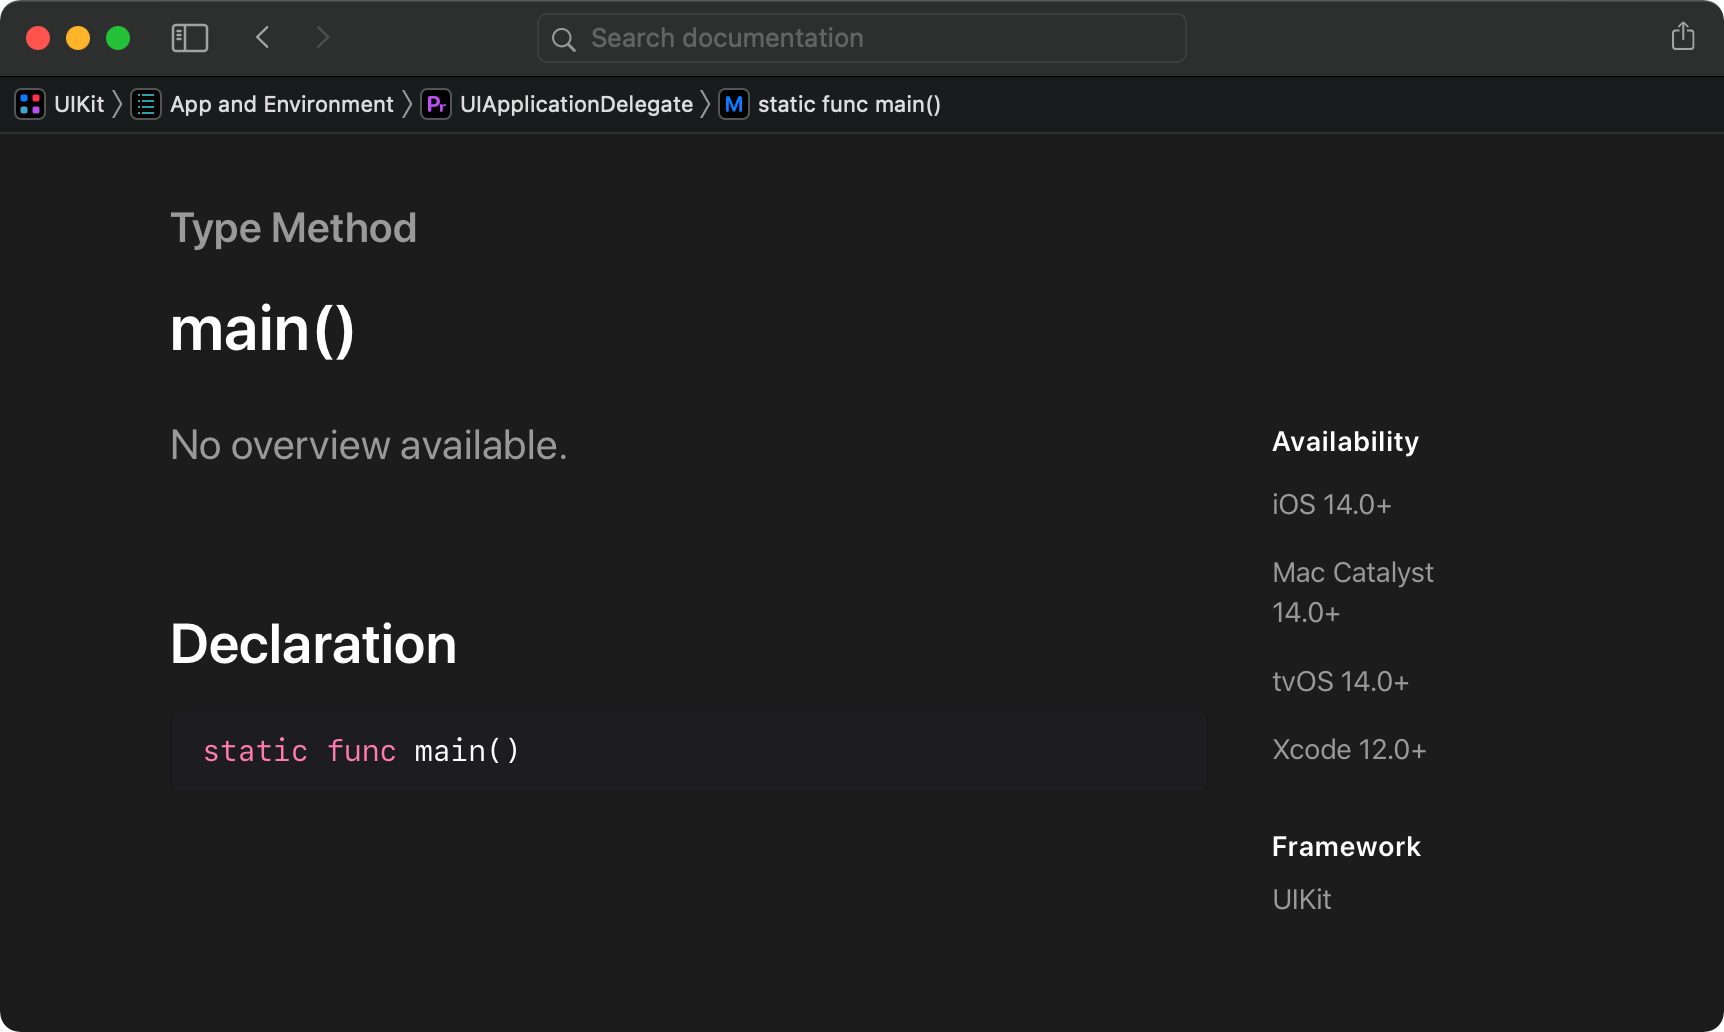 Search documentation
UIKit 〉 App and Environment 〉 Pr UIApplicationDelegate 〉 M static func main()
Type Method
main()
No overview available.
Availability
iOS 14.0+
Mac Catalyst
14.0+
tvOS 14.0+
Xcode 12.0+
Declaration
static func main()
Framework
UIKit